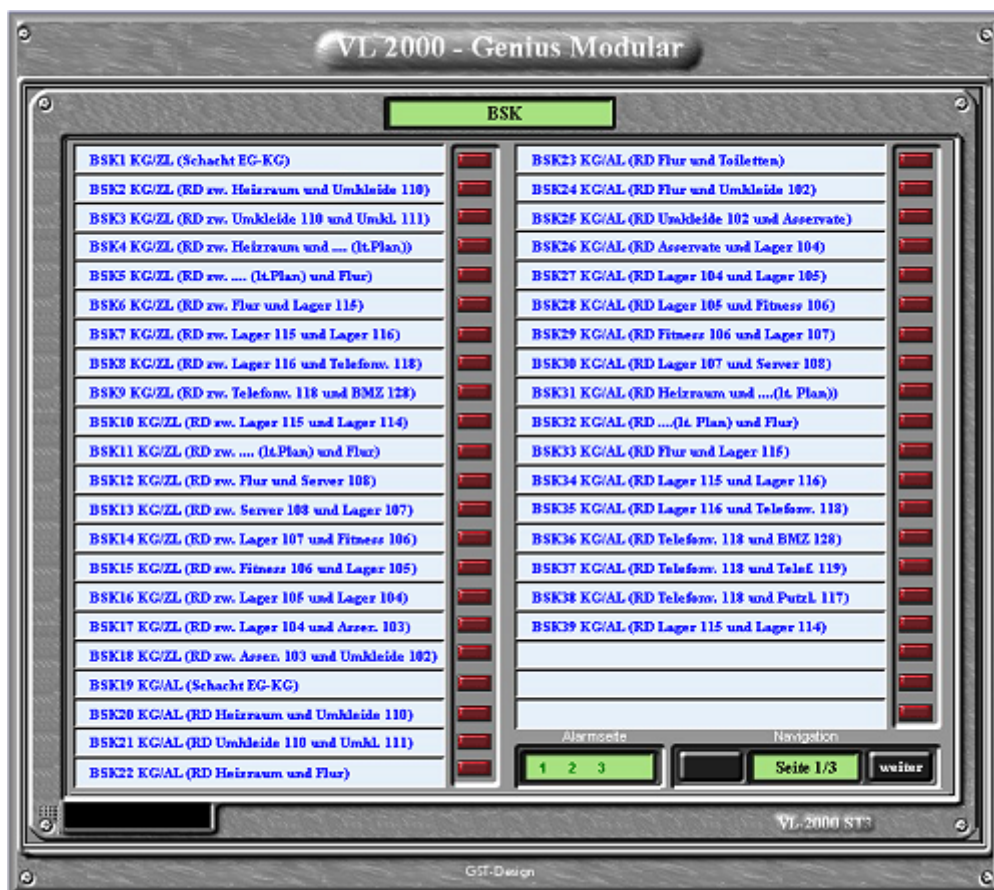 VL 2000 - Genius Modular
BSK
BSK1 KG/ZL (Schacht EG-KG)
BSK2 KG/ZL (RD zw. Heizraum und Umkleide 110)
BSK3 KG/ZL (RD zw. Umkleide 110 und Umkl. 111)
BSK4 KG/ZL (RD zw. Heizraum und .... (lt.Plan))
BSK5 KG/ZL (RD zw. .... (lt.Plan) und Flur)
BSK6 KG/ZL (RD zw. Flur und Lager 115)
BSK7 KG/ZL (RD zw. Lager 115 und Lager 116)
BSK8 KG/ZL (RD zw. Lager 116 und Telefonv. 118)
BSK9 KG/ZL (RD zw. Telefonv. 118 und BMZ 128)
BSK10 KG/ZL (RD zw. Lager 115 und Lager 114)
BSK11 KG/ZL (RD zw. .... (lt.Plan) und Flur)
BSK12 KG/ZL (RD zw. Flur und Server 108)
BSK13 KG/ZL (RD zw. Server 108 und Lager 107)
BSK14 KG/ZL (RD zw. Lager 107 und Fitness 106)
BSK15 KG/ZL (RD zw. Fitness 106 und Lager 105)
BSK16 KG/ZL (RD zw. Lager 105 und Lager 104)
BSK17 KG/ZL (RD zw. Lager 104 und Asser. 103)
BSK18 KG/ZL (RD zw. Asser. 103 und Umkleide 102)
BSK19 KG/AL (Schacht EG-KG)
BSK20 KG/AL (RD Heizraum und Umkleide 110)
BSK21 KG/AL (RD Umkleide 110 und Umkl. 111)
BSK22 KG/AL (RD Heizraum und Flur)
BSK23 KG/AL (RD Flur und Toiletten)
BSK24 KG/AL (RD Flur und Umkleide 102)
BSK25 KG/AL (RD Umkleide 102 und Asservate)
BSK26 KG/AL (RD Asservate und Lager 104)
BSK27 KG/AL (RD Lager 104 und Lager 105)
BSK28 KG/AL (RD Lager 105 und Fitness 106)
BSK29 KG/AL (RD Fitness 106 und Lager 107)
BSK30 KG/AL (RD Lager 107 und Server 108)
BSK31 KG/AL (RD Heizraum und ....(lt. Plan))
BSK32 KG/AL (RD ....(lt. Plan) und Flur)
BSK33 KG/AL (RD Flur und Lager 115)
BSK34 KG/AL (RD Lager 115 und Lager 116)
BSK35 KG/AL (RD Lager 116 und Telefonv. 118)
BSK36 KG/AL (RD Telefonv. 118 und BMZ 128)
BSK37 KG/AL (RD Telefonv. 118 und Telef. 119)
BSK38 KG/AL (RD Telefonv. 118 und Putzl. 117)
BSK39 KG/AL (RD Lager 115 und Lager 114)
Alarmseite
1 2 3
Navigation
Seite 1/3
weiter
VL-2000 ST3
GST-Design